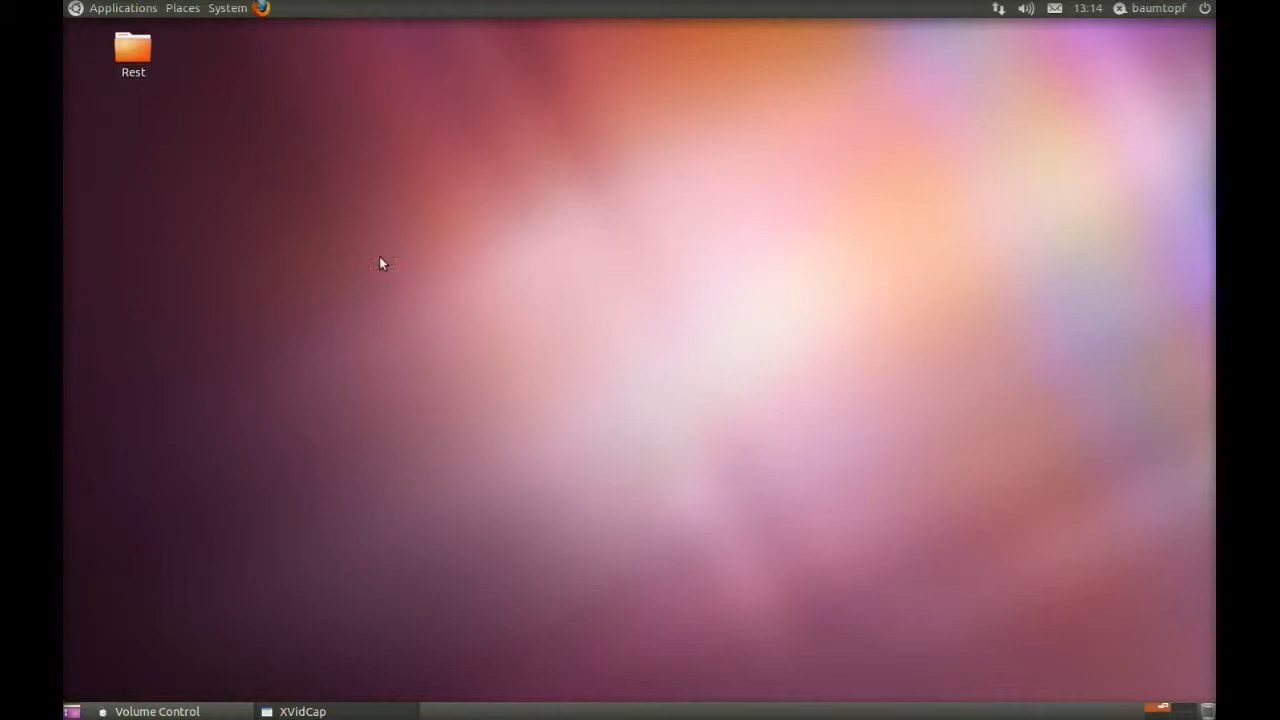 Applications Places System 13:14 baumtopf
Rest
Volume Control XVidCap